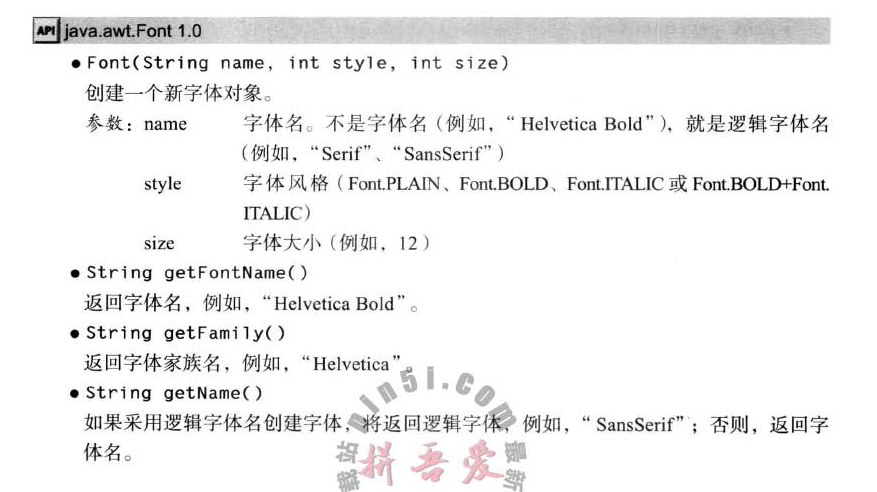 API java.awt.Font 1.0
● Font(String name, int style, int size)
创建一个新字体对象。
参数：name 字体名。不是字体名（例如，“Helvetica Bold”），就是逻辑字体名
（例如，“Serif”、“SansSerif”）
style 字体风格（Font.PLAIN、Font.BOLD、Font.ITALIC 或 Font.BOLD+Font.
ITALIC）
size 字体大小（例如，12）
● String getFontName()
返回字体名，例如，“Helvetica Bold”。
● String getFamily()
返回字体家族名，例如，“Helvetica”。
● String getName()
如果采用逻辑字体名创建字体，将返回逻辑字体，例如，“SansSerif”；否则，返回字
体名。
pin5i.com
拼吾爱